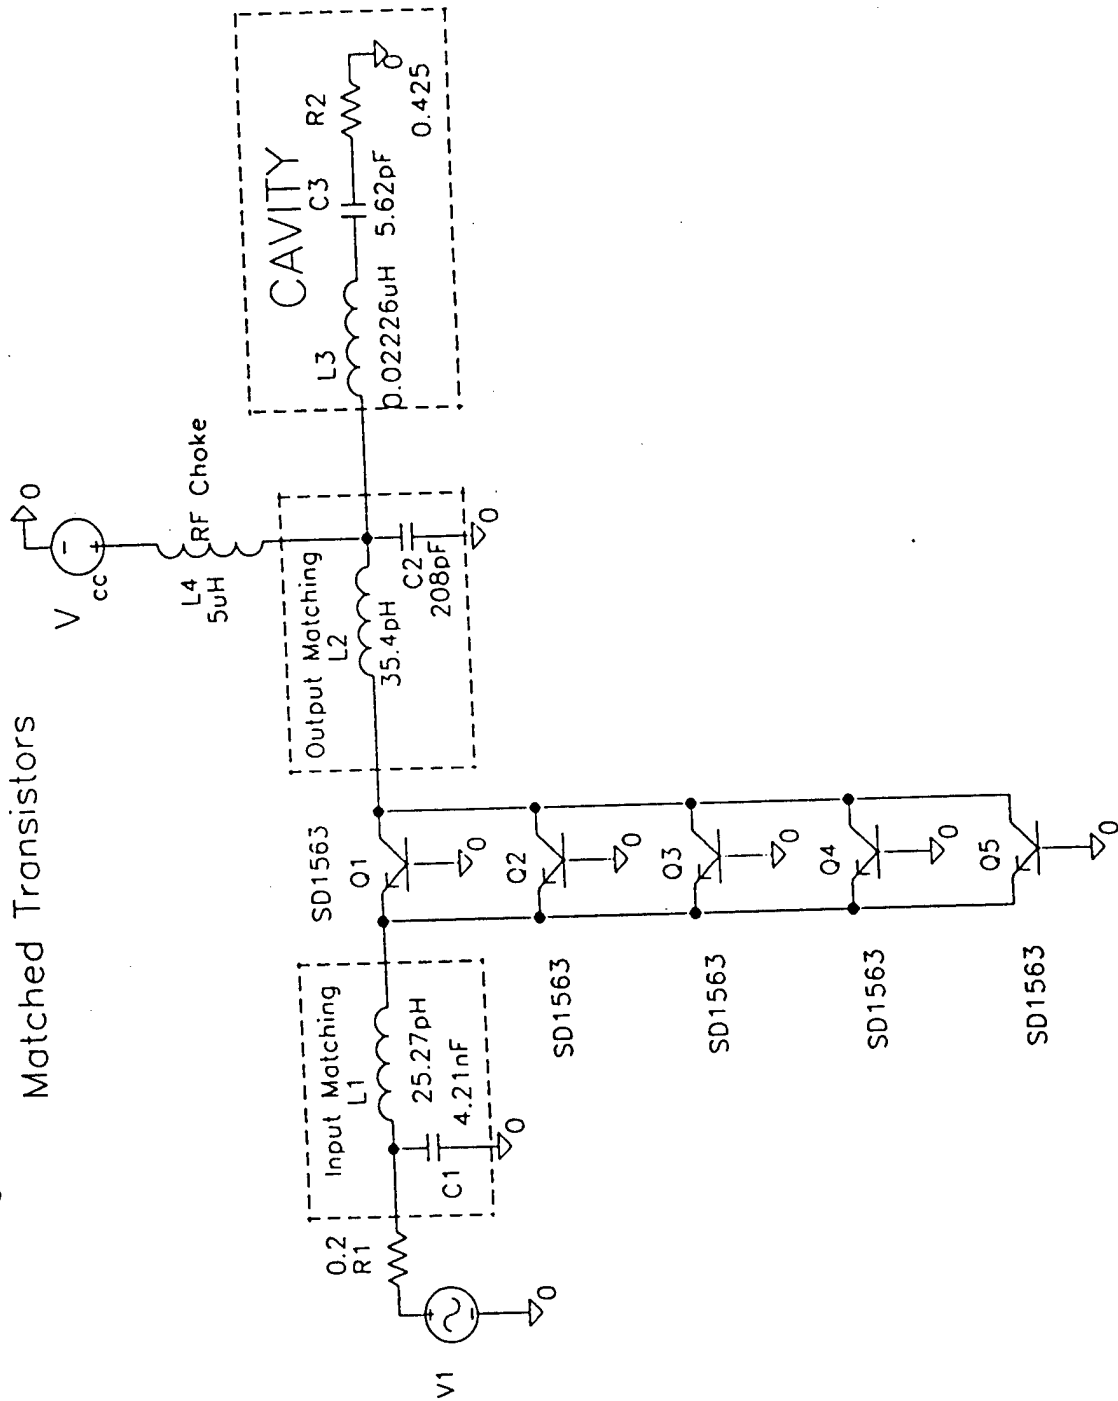 Matched Transistors
V1
0
0.2
R1
Input Matching
L1
25.27pH
4.21nF
C1
0
SD1563
Q1
0
Q2
0
SD1563
Q3
0
SD1563
Q4
0
SD1563
Q5
0
SD1563
Output Matching
L2
35.4pH
C2
208pF
0
0
V
cc
L4
5uH
RF Choke
CAVITY
L3
0.02226uH
C3
5.62pF
R2
0.425
0